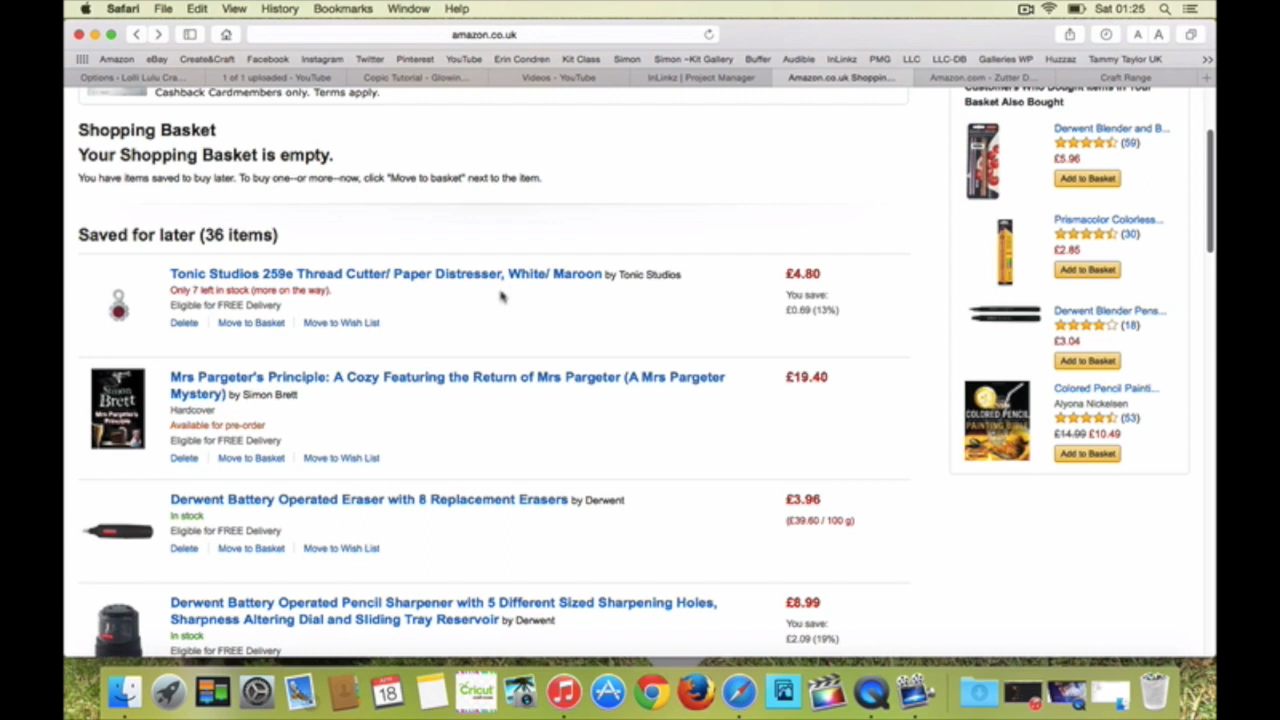 Safari File Edit View History Bookmarks Window Help Sat 01:25
amazon.co.uk
A A
Amazon eBay Create&Craft Facebook Instagram Twitter Pinterest YouTube Erin Condren Kit Class Simon Simon ~Kit Gallery Buffer Audible InLinkz PMG LLC LLC-DB Galleries WP Huzzaz Tammy Taylor UK
Options - Lolli Lulu Cra... 1 of 1 uploaded - YouTube Copic Tutorial - Glowin... Videos - YouTube InLinkz | Project Manager Amazon.co.uk Shoppin... Amazon.com - Zutter D... Craft Range
Cashback Cardmembers only. Terms apply.
Shopping Basket
Your Shopping Basket is empty.
You have items saved to buy later. To buy one--or more--now, click "Move to basket" next to the item.
Saved for later (36 items)
Tonic Studios 259e Thread Cutter/ Paper Distresser, White/ Maroon by Tonic Studios £4.80
Only 7 left in stock (more on the way).
You save:
Eligible for FREE Delivery
£0.69 (13%)
Delete Move to Basket Move to Wish List
Mrs Pargeter's Principle: A Cozy Featuring the Return of Mrs Pargeter (A Mrs Pargeter £19.40
Mystery) by Simon Brett
Hardcover
Available for pre-order
Eligible for FREE Delivery
Delete Move to Basket Move to Wish List
Simon
Brett
Mrs Pargeter's
Principle
Derwent Battery Operated Eraser with 8 Replacement Erasers by Derwent £3.96
In stock
(£39.60 / 100 g)
Eligible for FREE Delivery
Delete Move to Basket Move to Wish List
Derwent Battery Operated Pencil Sharpener with 5 Different Sized Sharpening Holes, £8.99
Sharpness Altering Dial and Sliding Tray Reservoir by Derwent
You save:
In stock
£2.09 (19%)
Eligible for FREE Delivery
Customers Who Bought Items in Your
Basket Also Bought
Derwent Blender and B...
(59)
£5.96
Add to Basket
Prismacolor Colorless...
(30)
£2.85
Add to Basket
Derwent Blender Pens...
(18)
£3.04
Add to Basket
Colored Pencil Painti...
Alyona Nickelsen
(53)
£14.99 £10.49
Add to Basket
COLORED PENCIL
PAINTING BIBLE
18
Cricut